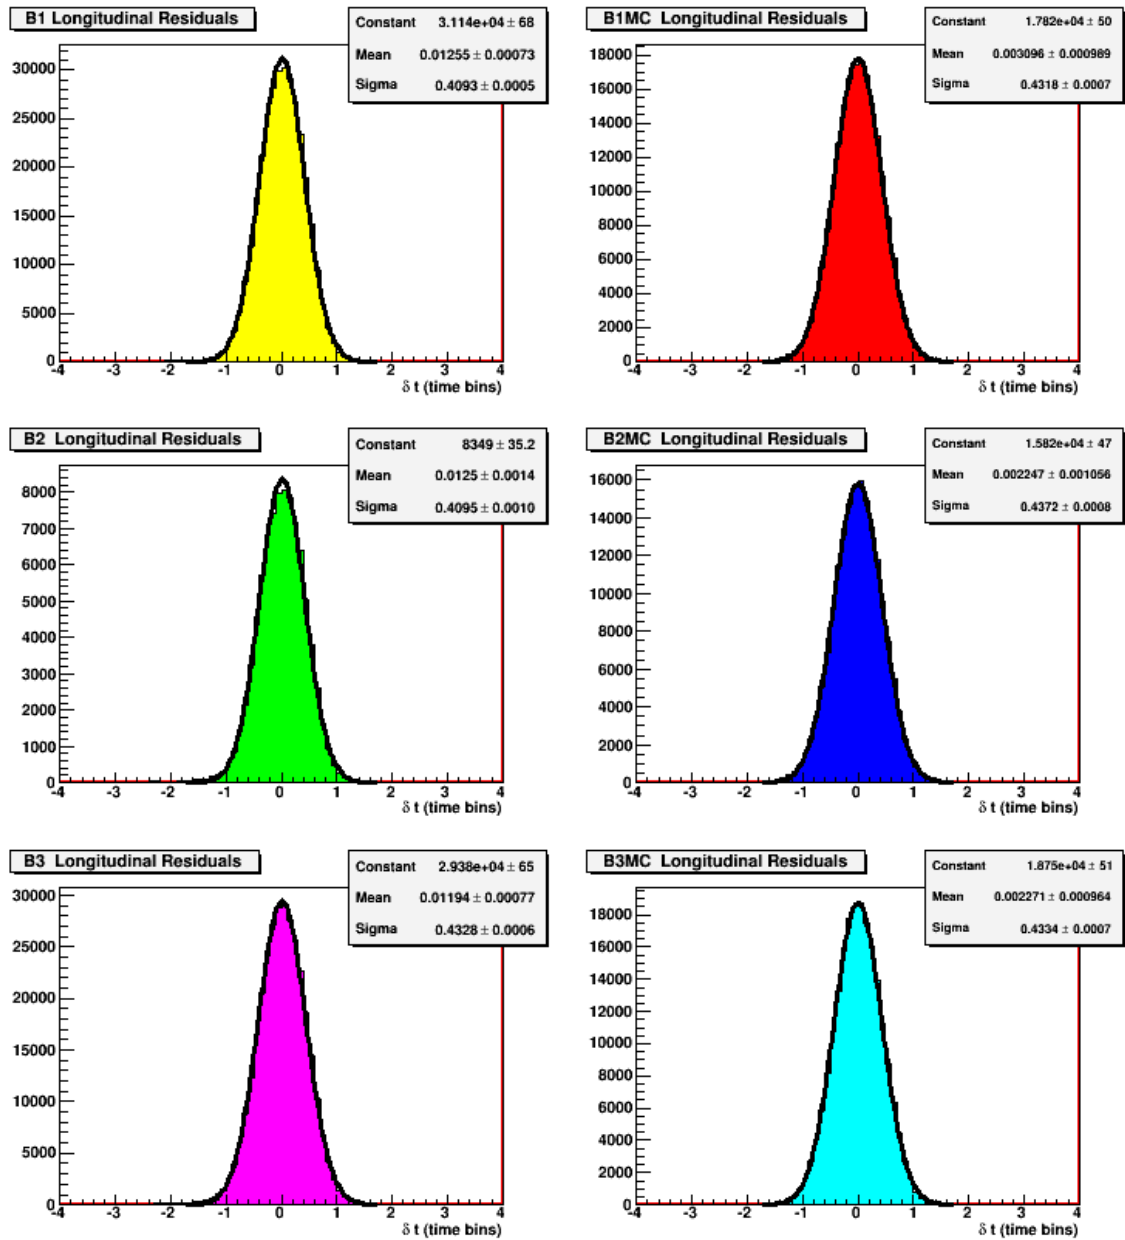 B1 Longitudinal Residuals
Constant 3.114e+04 ± 68
Mean 0.01255 ± 0.00073
Sigma 0.4093 ± 0.0005
30000
25000
20000
15000
10000
5000
0
-4 -3 -2 -1 0 1 2 3 4
δ t (time bins)
B1MC Longitudinal Residuals
Constant 1.782e+04 ± 50
Mean 0.003096 ± 0.000989
Sigma 0.4318 ± 0.0007
18000
16000
14000
12000
10000
8000
6000
4000
2000
0
-4 -3 -2 -1 0 1 2 3 4
δ t (time bins)
B2 Longitudinal Residuals
Constant 8349 ± 35.2
Mean 0.0125 ± 0.0014
Sigma 0.4095 ± 0.0010
8000
7000
6000
5000
4000
3000
2000
1000
0
-4 -3 -2 -1 0 1 2 3 4
δ t (time bins)
B2MC Longitudinal Residuals
Constant 1.582e+04 ± 47
Mean 0.002247 ± 0.001056
Sigma 0.4372 ± 0.0008
16000
14000
12000
10000
8000
6000
4000
2000
0
-4 -3 -2 -1 0 1 2 3 4
δ t (time bins)
B3 Longitudinal Residuals
Constant 2.938e+04 ± 65
Mean 0.01194 ± 0.00077
Sigma 0.4328 ± 0.0006
30000
25000
20000
15000
10000
5000
0
-4 -3 -2 -1 0 1 2 3 4
δ t (time bins)
B3MC Longitudinal Residuals
Constant 1.875e+04 ± 51
Mean 0.002271 ± 0.000964
Sigma 0.4334 ± 0.0007
18000
16000
14000
12000
10000
8000
6000
4000
2000
0
-4 -3 -2 -1 0 1 2 3 4
δ t (time bins)